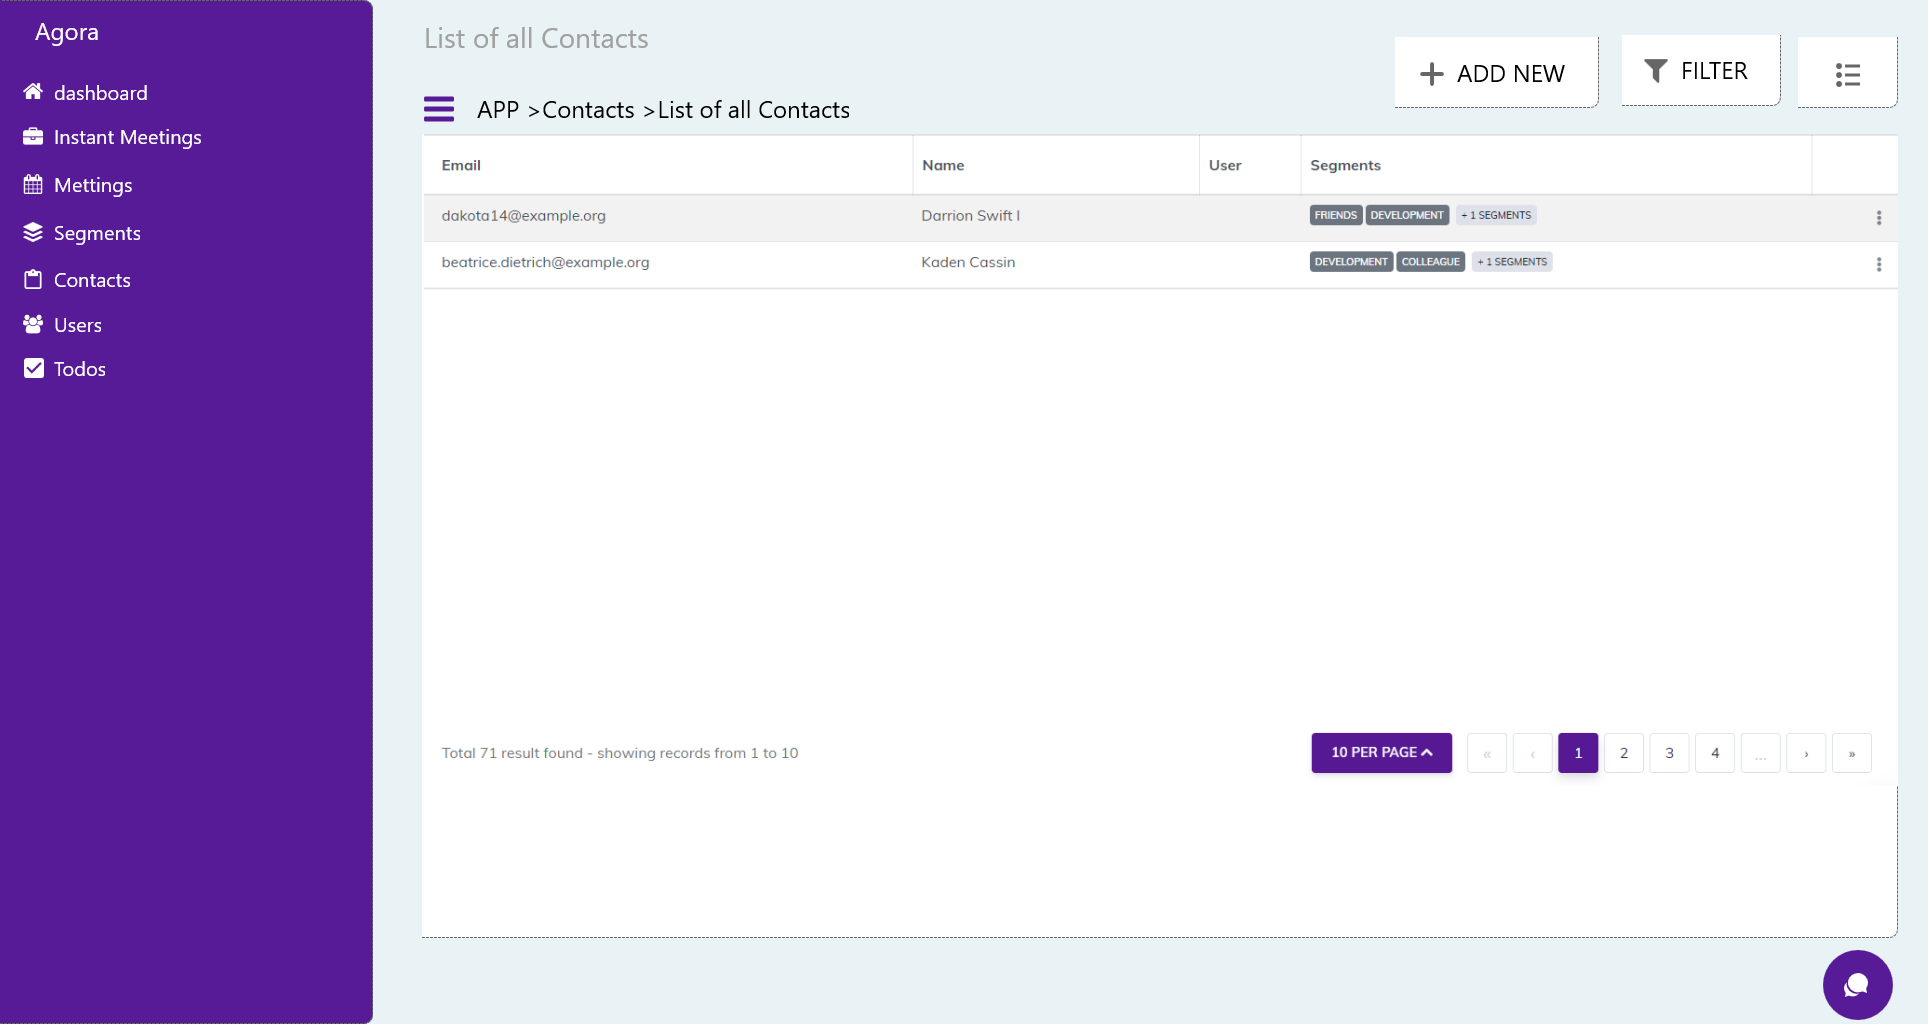 Agora
dashboard
Instant Meetings
Mettings
Segments
Contacts
Users
Todos
List of all Contacts
ADD NEW
FILTER
APP >Contacts >List of all Contacts
Email Name User Segments
dakota14@example.org Darrion Swift I FRIENDS DEVELOPMENT + 1 SEGMENTS
beatrice.dietrich@example.org Kaden Cassin DEVELOPMENT COLLEAGUE + 1 SEGMENTS
Total 71 result found - showing records from 1 to 10 10 PER PAGE « ‹ 1 2 3 4 ... › »